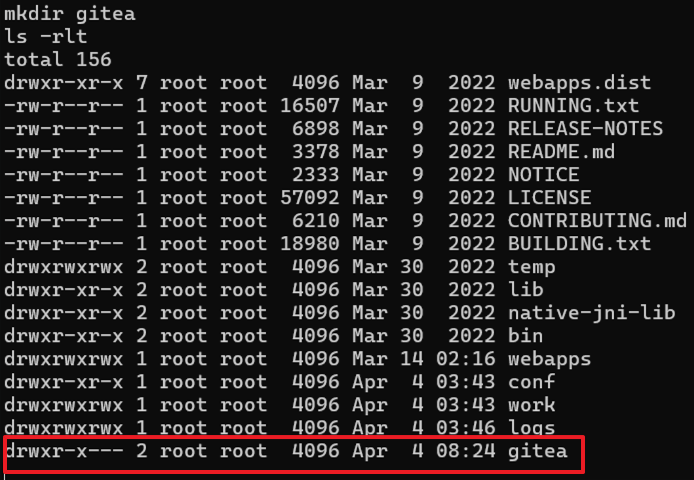 mkdir gitea
ls -rlt
total 156
drwxr-xr-x 7 root root  4096 Mar  9  2022 webapps.dist
-rw-r--r-- 1 root root 16507 Mar  9  2022 RUNNING.txt
-rw-r--r-- 1 root root  6898 Mar  9  2022 RELEASE-NOTES
-rw-r--r-- 1 root root  3378 Mar  9  2022 README.md
-rw-r--r-- 1 root root  2333 Mar  9  2022 NOTICE
-rw-r--r-- 1 root root 57092 Mar  9  2022 LICENSE
-rw-r--r-- 1 root root  6210 Mar  9  2022 CONTRIBUTING.md
-rw-r--r-- 1 root root 18980 Mar  9  2022 BUILDING.txt
drwxrwxrwx 2 root root  4096 Mar 30  2022 temp
drwxr-xr-x 2 root root  4096 Mar 30  2022 lib
drwxr-xr-x 2 root root  4096 Mar 30  2022 native-jni-lib
drwxr-xr-x 2 root root  4096 Mar 30  2022 bin
drwxrwxrwx 1 root root  4096 Mar 14 02:16 webapps
drwxr-xr-x 1 root root  4096 Apr  4 03:43 conf
drwxrwxrwx 1 root root  4096 Apr  4 03:43 work
drwxrwxrwx 1 root root  4096 Apr  4 03:46 logs
drwxr-x--- 2 root root  4096 Apr  4 08:24 gitea